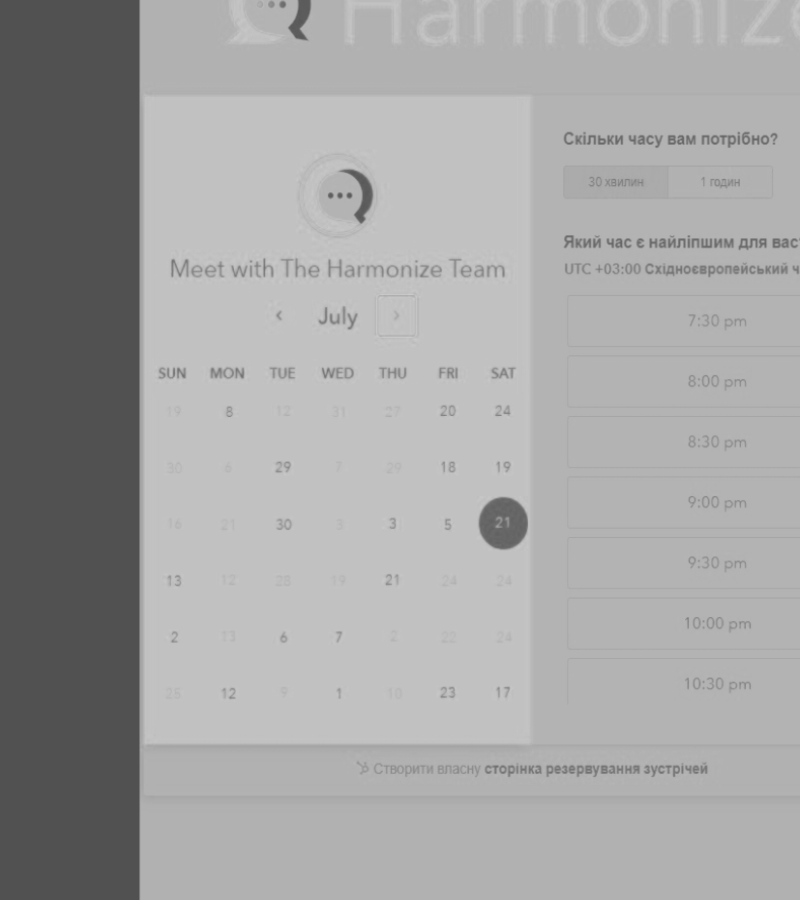 Harmonize
Meet with The Harmonize Team
‹ July ›
SUN MON TUE WED THU FRI SAT
19 8 12 31 27 20 24
30 6 29 7 29 18 19
16 21 30 3 3 5 21
13 12 28 19 21 24 24
2 13 6 7 2 22 24
25 12 9 1 10 23 17
Скільки часу вам потрібно?
30 хвилин 1 годин
Який час є найліпшим для вас
UTC +03:00 Східноєвропейський ч
7:30 pm
8:00 pm
8:30 pm
9:00 pm
9:30 pm
10:00 pm
10:30 pm
Створити власну сторінка резервування зустрічей